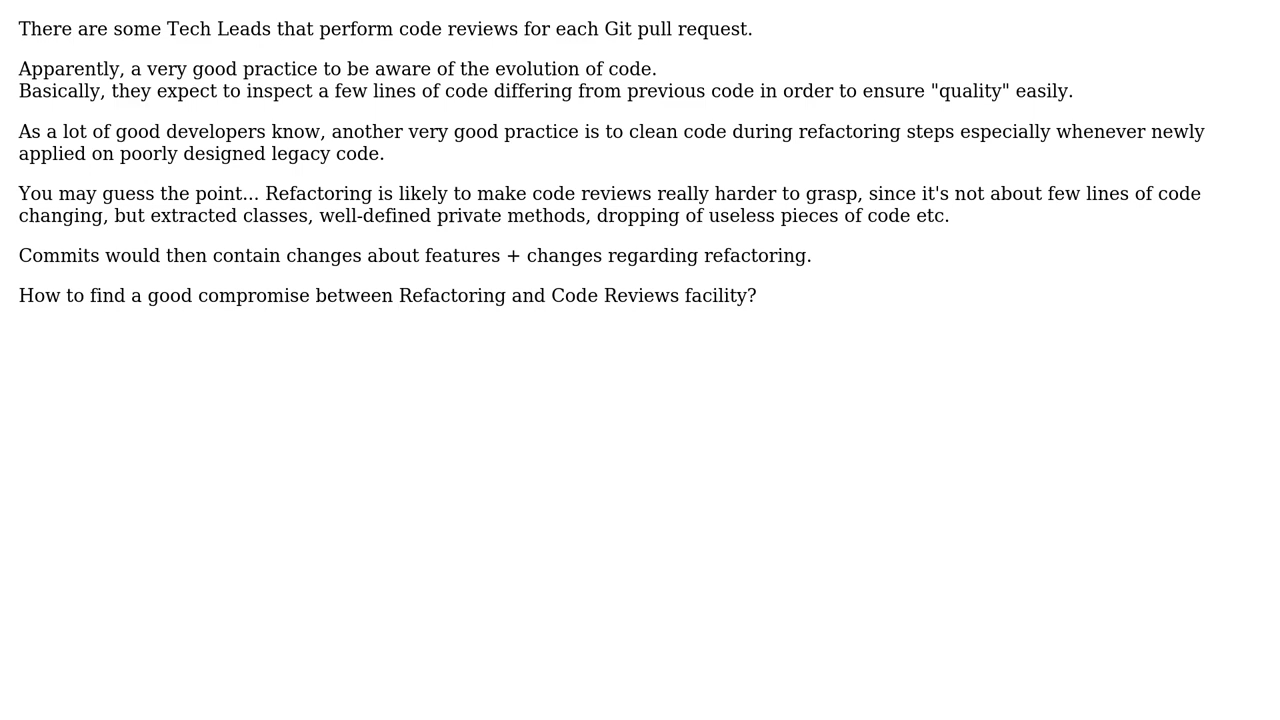 There are some Tech Leads that perform code reviews for each Git pull request.
Apparently, a very good practice to be aware of the evolution of code.
Basically, they expect to inspect a few lines of code differing from previous code in order to ensure "quality" easily.
As a lot of good developers know, another very good practice is to clean code during refactoring steps especially whenever newly
applied on poorly designed legacy code.
You may guess the point... Refactoring is likely to make code reviews really harder to grasp, since it's not about few lines of code
changing, but extracted classes, well-defined private methods, dropping of useless pieces of code etc.
Commits would then contain changes about features + changes regarding refactoring.
How to find a good compromise between Refactoring and Code Reviews facility?